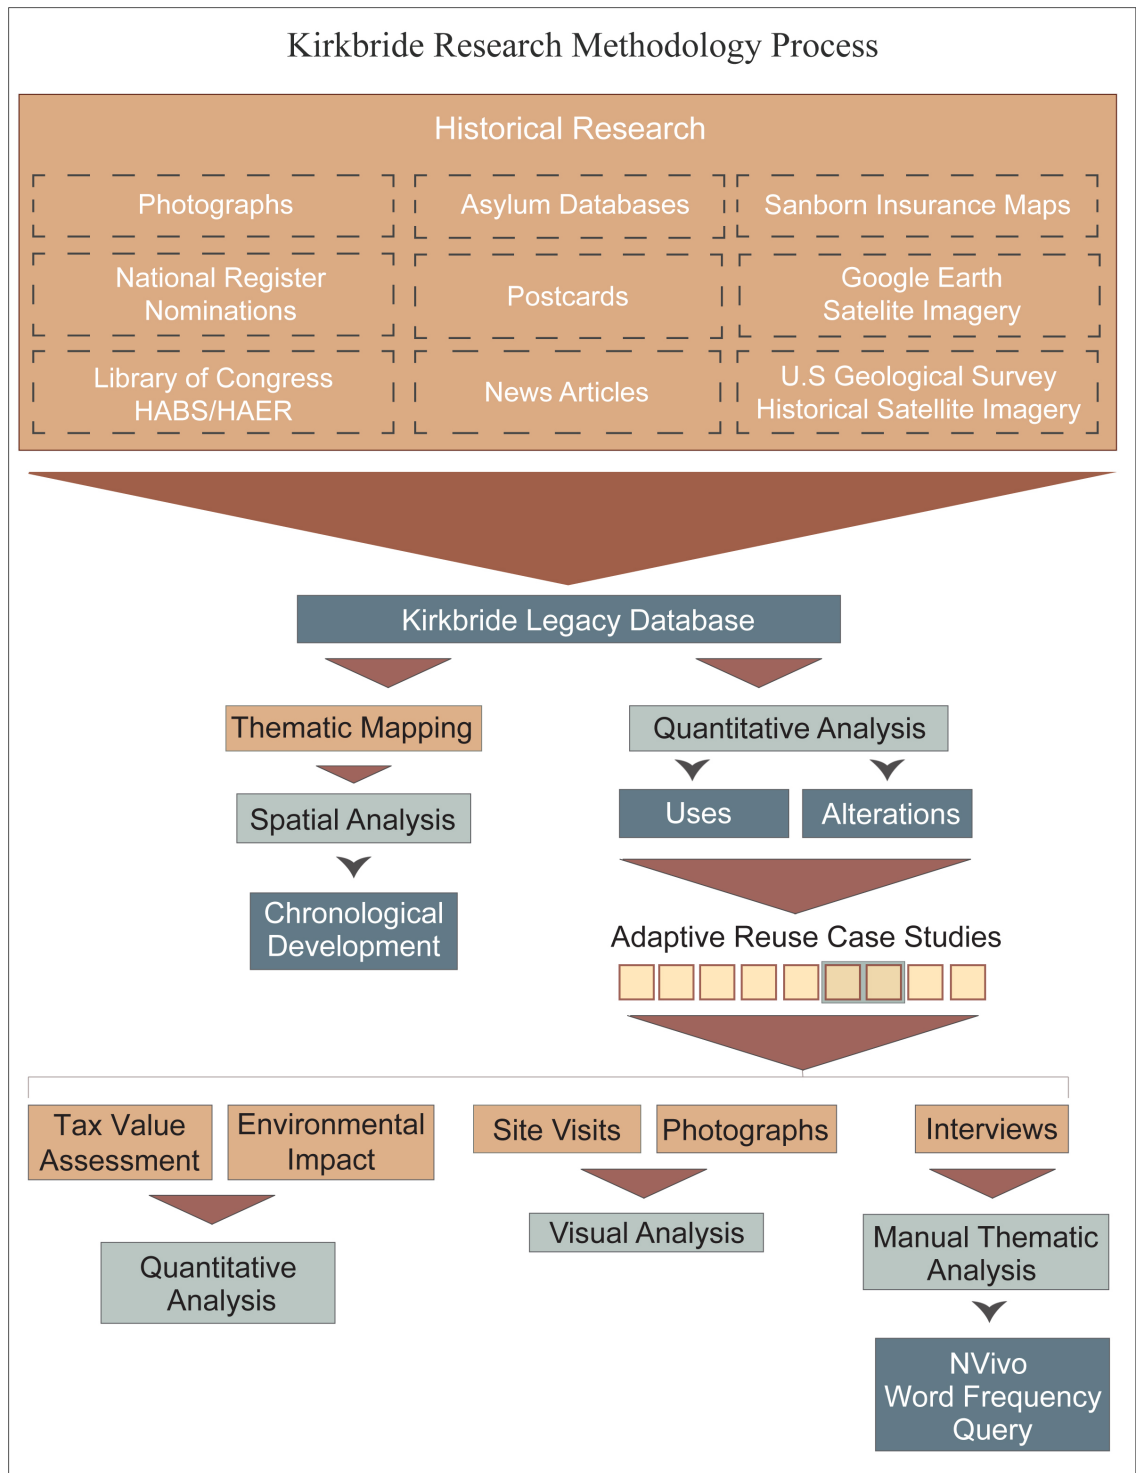 Kirkbride Research Methodology Process
Historical Research
Photographs
Asylum Databases
Sanborn Insurance Maps
National Register
Nominations
Postcards
Google Earth
Satelite Imagery
Library of Congress
HABS/HAER
News Articles
U.S Geological Survey
Historical Satellite Imagery
Kirkbride Legacy Database
Thematic Mapping
Quantitative Analysis
Spatial Analysis
Uses
Alterations
Chronological
Development
Adaptive Reuse Case Studies
Tax Value
Assessment
Environmental
Impact
Site Visits
Photographs
Interviews
Quantitative
Analysis
Visual Analysis
Manual Thematic
Analysis
NVivo
Word Frequency
Query